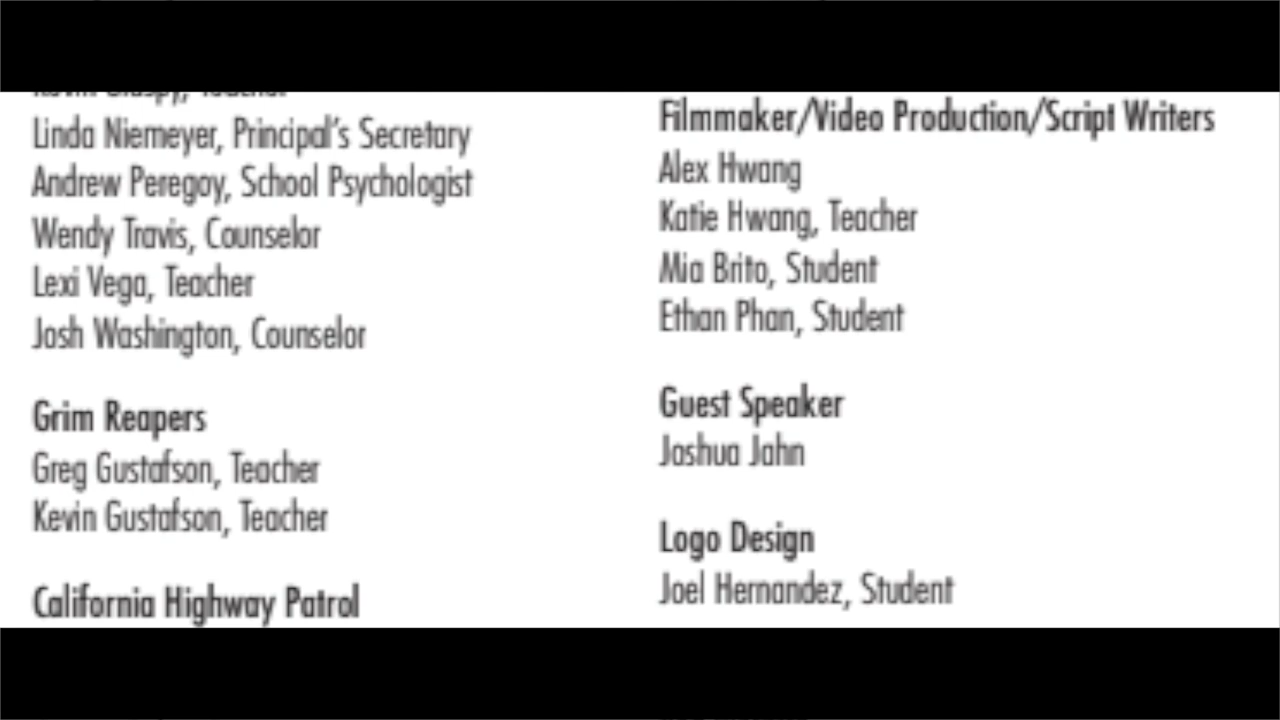 Linda Niemeyer, Principal's Secretary
Andrew Peregoy, School Psychologist
Wendy Travis, Counselor
Lexi Vega, Teacher
Josh Washington, Counselor
Grim Reapers
Greg Gustafson, Teacher
Kevin Gustafson, Teacher
California Highway Patrol
Filmmaker/Video Production/Script Writers
Alex Hwang
Katie Hwang, Teacher
Mia Brito, Student
Ethan Phan, Student
Guest Speaker
Joshua Jahn
Logo Design
Joel Hernandez, Student